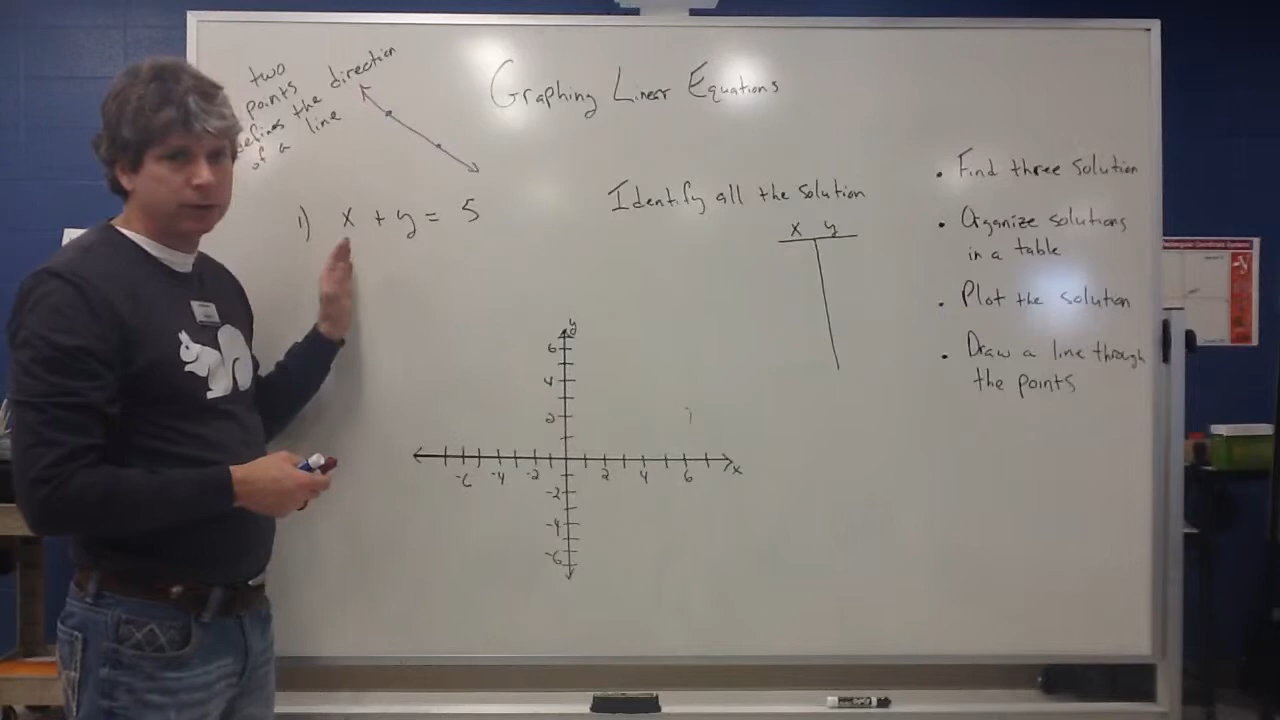 two
points
defines the direction
of a line
Graphing Linear Equations
1) x + y = 5
Identify all the solution
x y
• Find three solution
• Organize solutions
in a table
• Plot the solution
• Draw a line through
the points
y
6
4
2
-6 -4 -2 2 4 6 x
-2
-4
-6